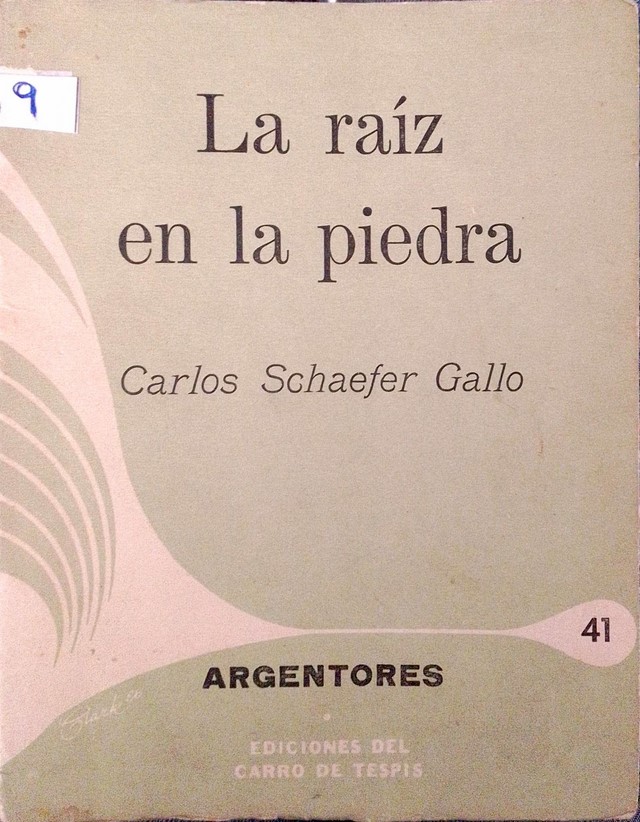 9
La raíz
en la piedra
Carlos Schaefer Gallo
41
ARGENTORES
EDICIONES DEL
CARRO DE TESPIS